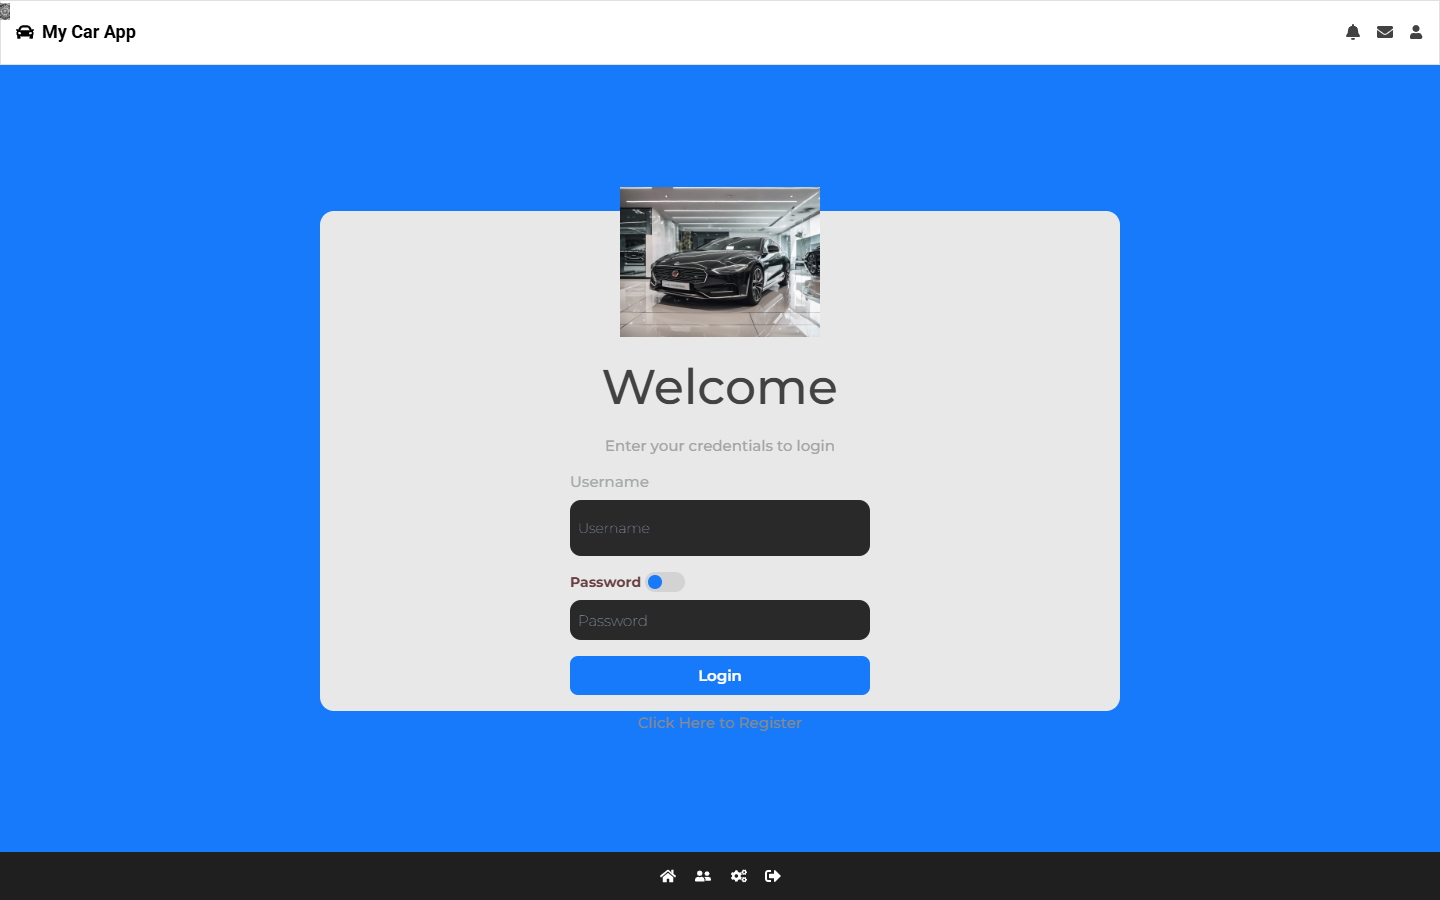 My Car App
Welcome
Enter your credentials to login
Username
Username
Password
Password
Login
Click Here to Register